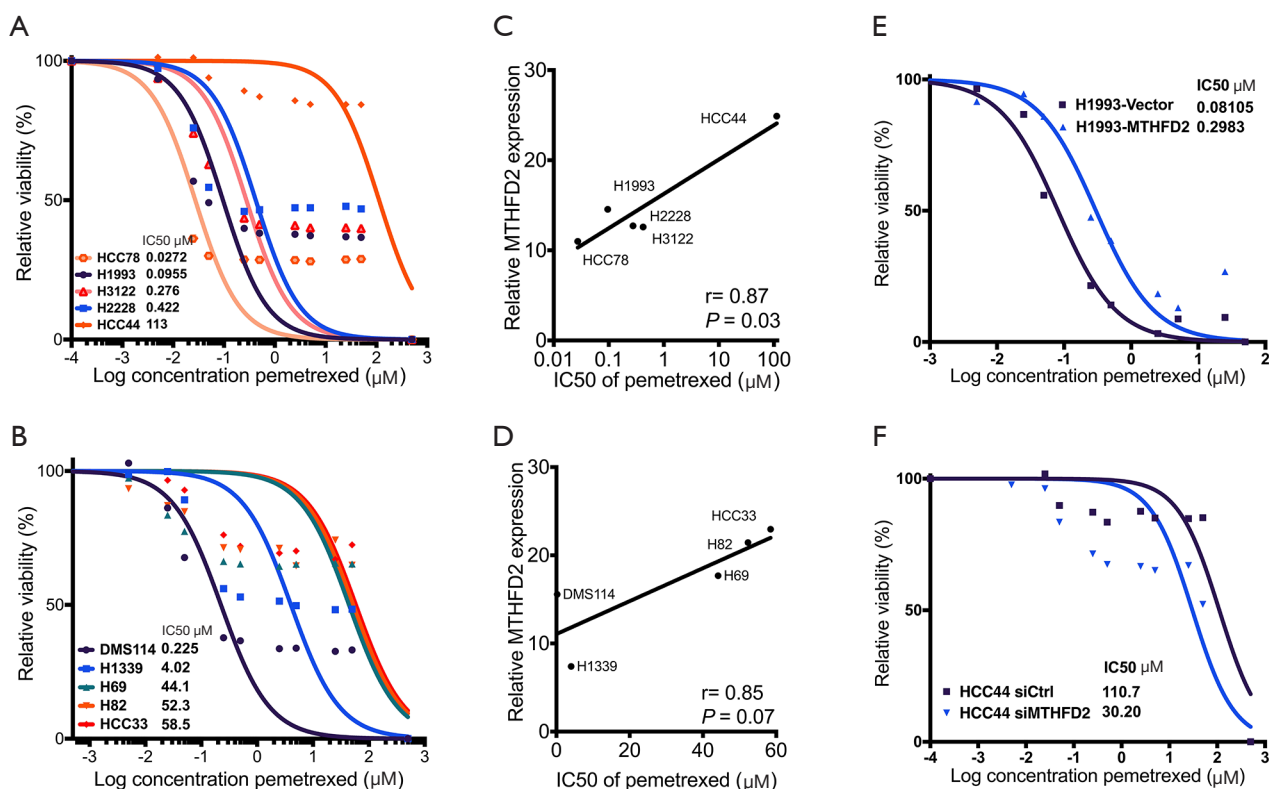 A
Relative viability (%)
100
50
0
IC50 µM
HCC78 0.0272
H1993 0.0955
H3122 0.276
H2228 0.422
HCC44 113
-4 -3 -2 -1 0 1 2 3
Log concentration pemetrexed (µM)
B
Relative viability (%)
100
50
0
IC50 µM
DMS114 0.225
H1339 4.02
H69 44.1
H82 52.3
HCC33 58.5
-3 -2 -1 0 1 2 3
Log concentration pemetrexed (µM)
C
Relative MTHFD2 expression
30
20
10
0
HCC44
H1993
H2228
H3122
HCC78
r= 0.87
P = 0.03
0.01 0.1 1 10 100
IC50 of pemetrexed (µM)
D
Relative MTHFD2 expression
30
20
10
0
HCC33
H82
H69
DMS114
H1339
r= 0.85
P = 0.07
0 20 40 60
IC50 of pemetrexed (µM)
E
Relative viability (%)
100
50
0
IC50 µM
H1993-Vector 0.08105
H1993-MTHFD2 0.2983
-3 -2 -1 0 1 2
Log concentration pemetrexed (µM)
F
Relative viability (%)
100
50
0
IC50 µM
HCC44 siCtrl 110.7
HCC44 siMTHFD2 30.20
-4 -3 -2 -1 0 1 2 3
Log concentration pemetrexed (µM)